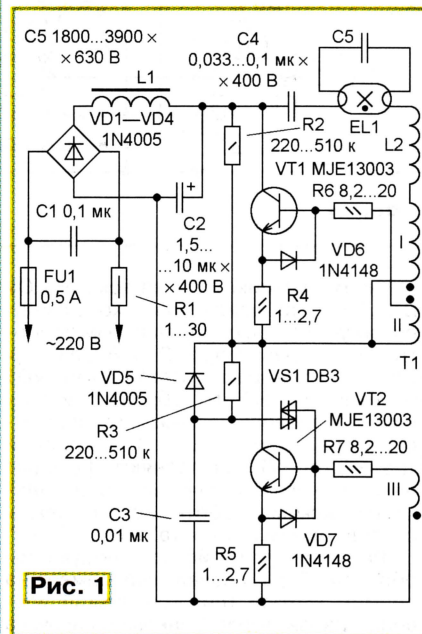 C5 1800...3900 ×
× 630 В
L1
VD1—VD4
1N4005
C4
0,033...0,1 мк ×
× 400 В
C5
EL1
L2
R2
220...510 к
VT1 MJE13003
R6 8,2...20
C1 0,1 мк
+
C2
1,5...
...10 мк ×
× 400 В
VD6
1N4148
I
FU1
0,5 А
R1
1...30
R4
1...2,7
II
T1
~220 В
VD5
1N4005
VS1 DB3
VT2
MJE13003
R3
220...510 к
R7 8,2...20
III
C3
0,01 мк
VD7
1N4148
R5
1...2,7
Рис. 1